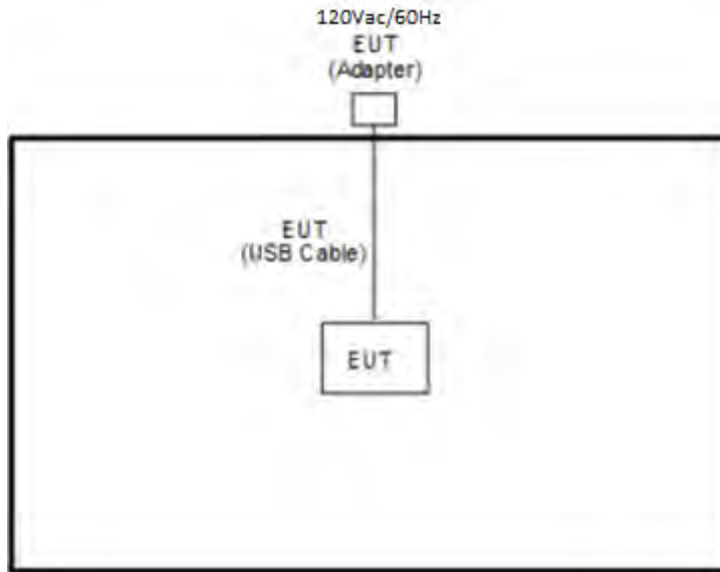 120Vac/60Hz
EUT
(Adapter)
EUT
(USB Cable)
EUT